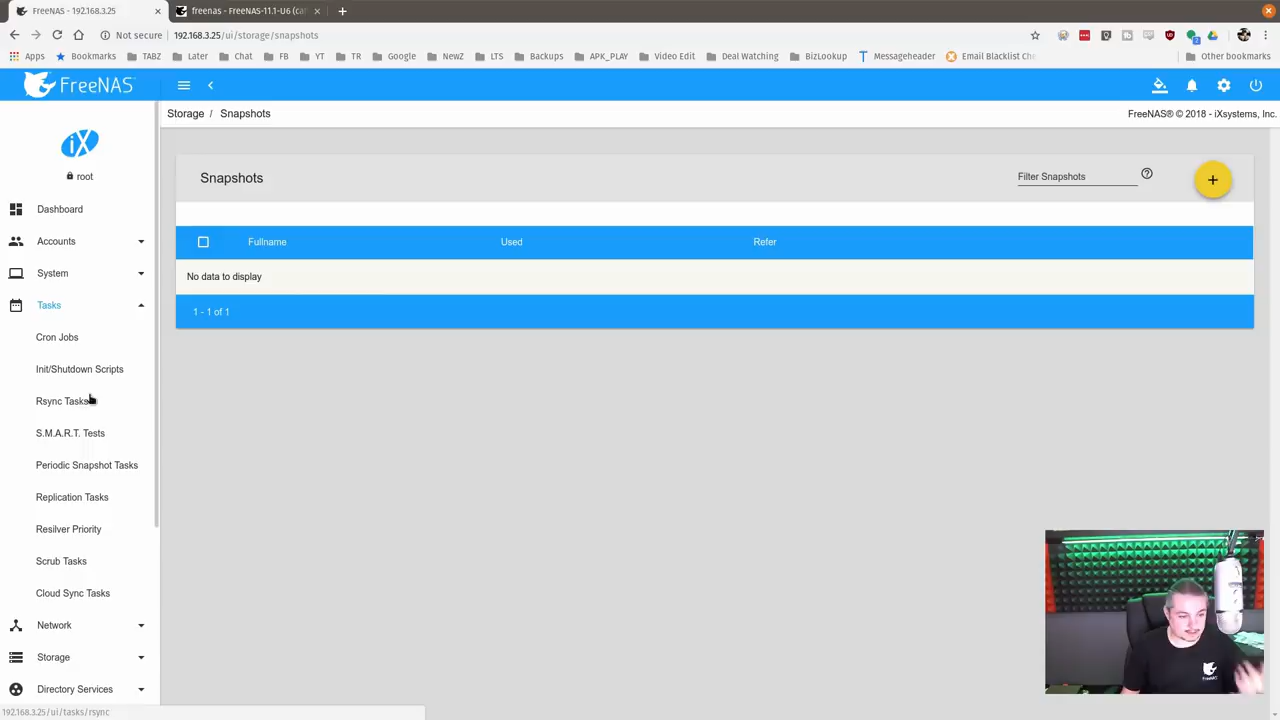 FreeNAS - 192.168.3.25
freenas - FreeNAS-11.1-U6 (ca
Not secure
192.168.3.25/ui/storage/snapshots
Apps
Bookmarks
TABZ
Later
Chat
FB
YT
TR
Google
NewZ
LTS
Backups
APK_PLAY
Video Edit
Deal Watching
BizLookup
Messageheader
Email Blacklist Che
Other bookmarks
FreeNAS
Storage / Snapshots
FreeNAS® © 2018 - iXsystems, Inc.
iX
root
Snapshots
Filter Snapshots
Dashboard
Accounts
System
Tasks
Cron Jobs
Init/Shutdown Scripts
Rsync Tasks
S.M.A.R.T. Tests
Periodic Snapshot Tasks
Replication Tasks
Resilver Priority
Scrub Tasks
Cloud Sync Tasks
Network
Storage
Directory Services
Fullname
Used
Refer
No data to display
1 - 1 of 1
FreeNAS
192.168.3.25/ui/tasks/rsync